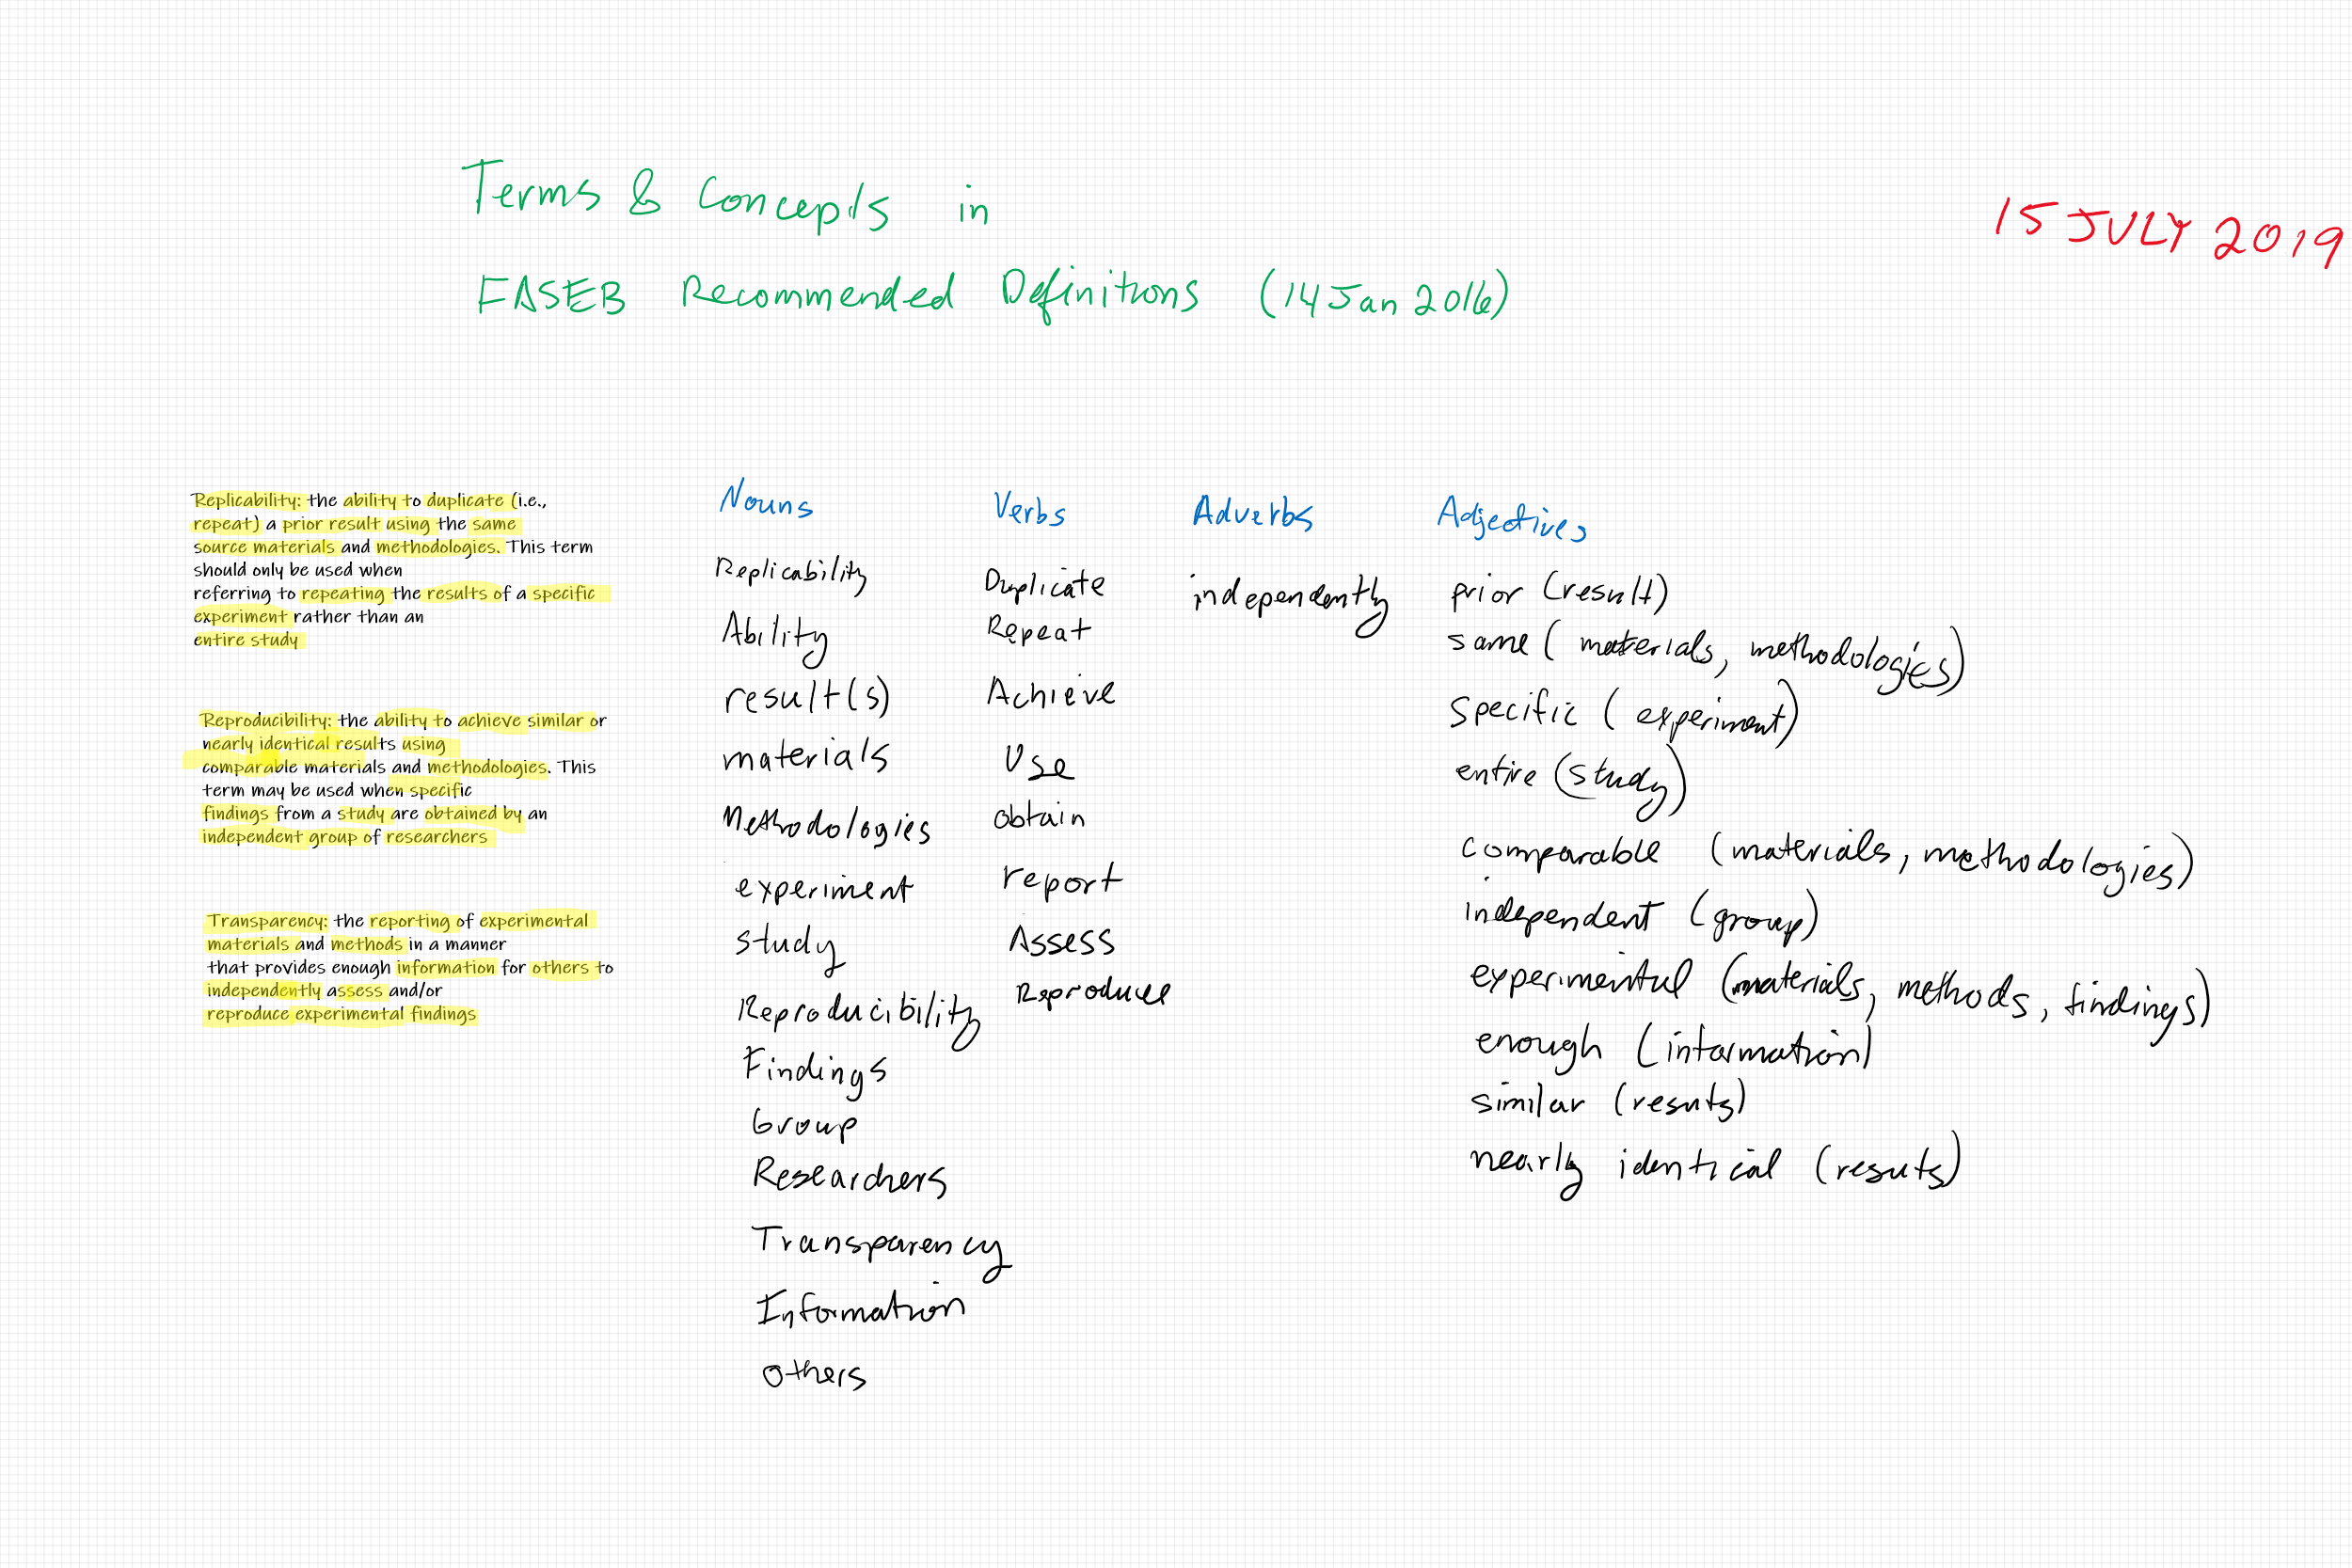 Terms & Concepts in
15 JULY 2019
FASEB Recommended Definitions (14 Jan 2016)
Replicability: the ability to duplicate (i.e.,
repeat) a prior result using the same
source materials and methodologies. This term
should only be used when
referring to repeating the results of a specific
experiment rather than an
entire study
Reproducibility: the ability to achieve similar or
nearly identical results using
comparable materials and methodologies. This
term may be used when specific
findings from a study are obtained by an
independent group of researchers
Transparency: the reporting of experimental
materials and methods in a manner
that provides enough information for others to
independently assess and/or
reproduce experimental findings
Nouns
Replicability
Ability
result(s)
materials
Methodologies
experiment
study
Reproducibility
Findings
Group
Researchers
Transparency
Information
others
Verbs
Duplicate
Repeat
Achieve
Use
obtain
report
Assess
Reproduce
Adverbs
independently
Adjectives
prior (result)
same (materials, methodologies)
specific (experiment)
entire (study)
comparable (materials, methodologies)
independent (group)
experimental (materials, methods, findings)
enough (information)
similar (results)
nearly identical (results)